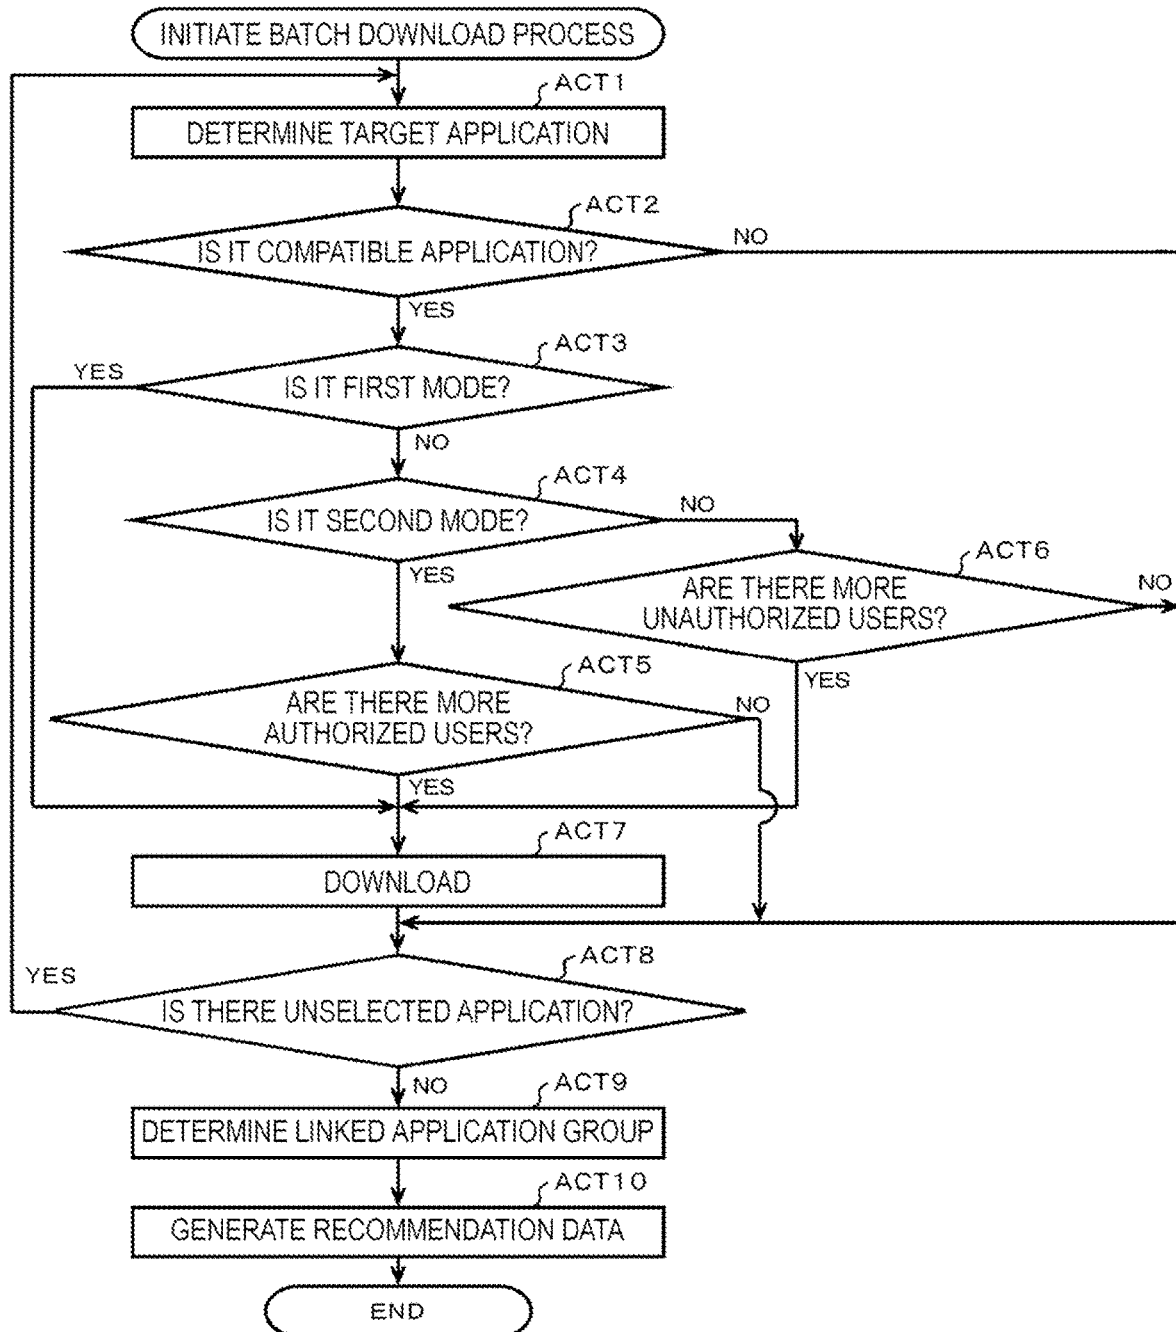 INITIATE BATCH DOWNLOAD PROCESS
ACT1
DETERMINE TARGET APPLICATION
ACT2
IS IT COMPATIBLE APPLICATION?
NO
YES
ACT3
YES
IS IT FIRST MODE?
NO
ACT4
IS IT SECOND MODE?
NO
YES
ACT6
ARE THERE MORE
UNAUTHORIZED USERS?
NO
YES
ACT5
ARE THERE MORE
AUTHORIZED USERS?
NO
YES
ACT7
DOWNLOAD
ACT8
YES
IS THERE UNSELECTED APPLICATION?
NO
ACT9
DETERMINE LINKED APPLICATION GROUP
ACT10
GENERATE RECOMMENDATION DATA
END